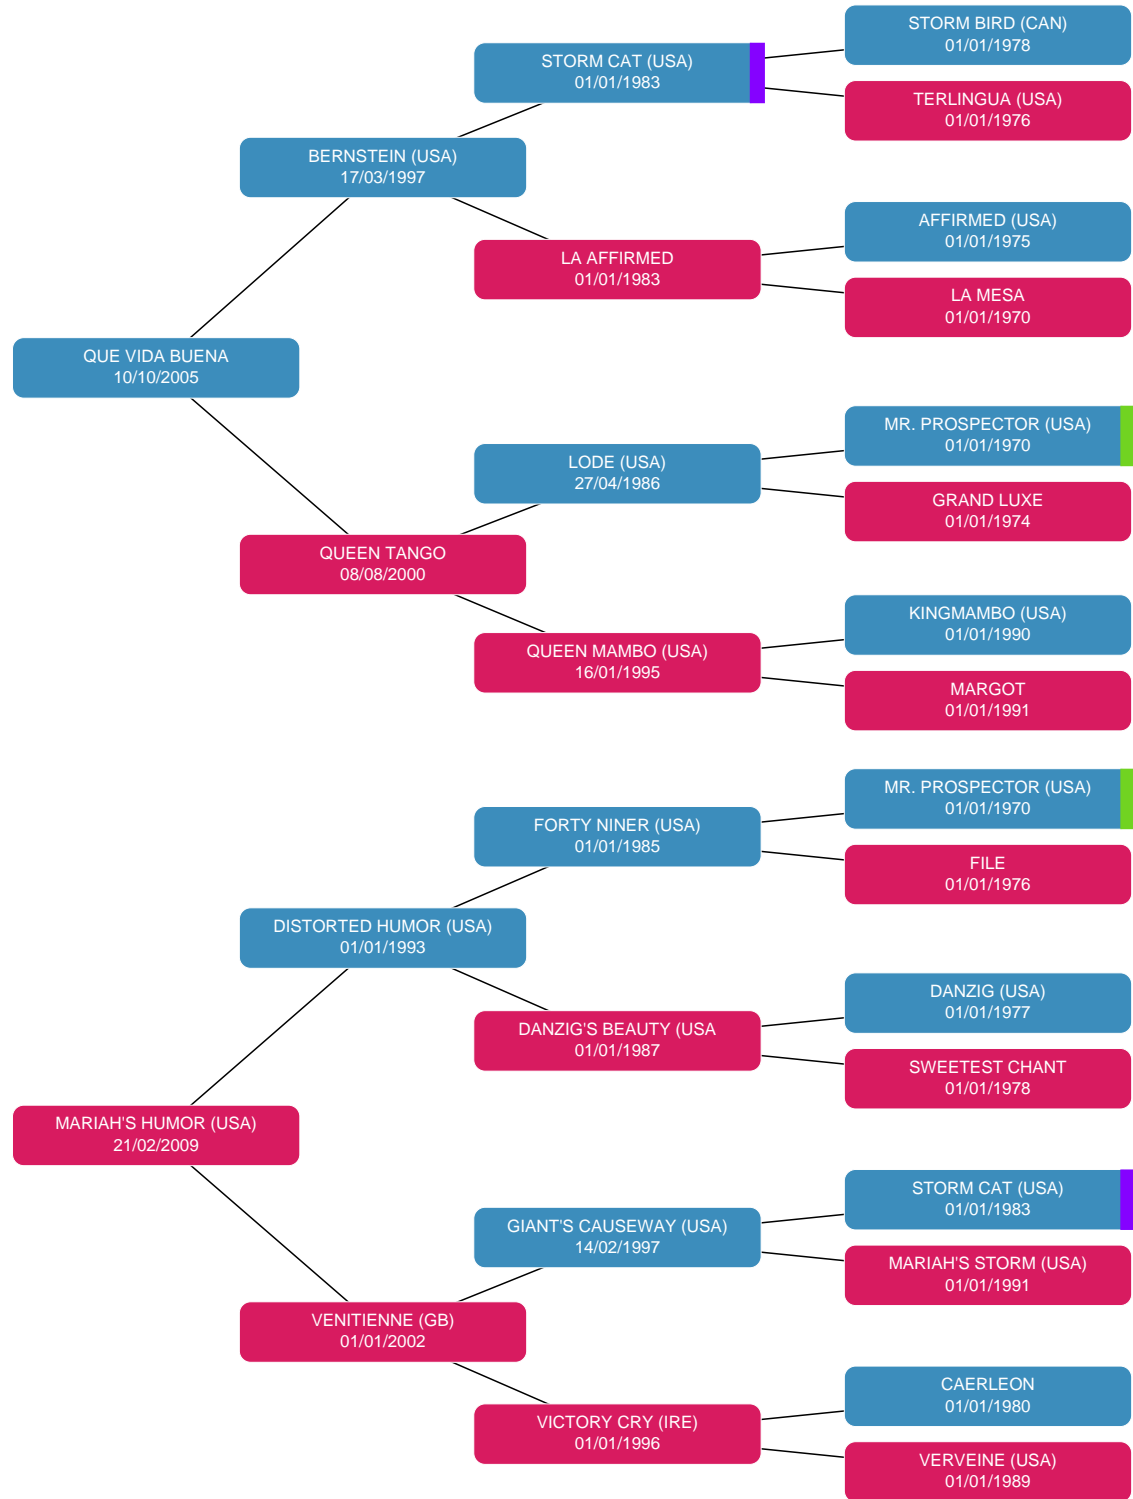 STORM BIRD (CAN)
01/01/1978
STORM CAT (USA)
01/01/1983
TERLINGUA (USA)
01/01/1976
BERNSTEIN (USA)
17/03/1997
AFFIRMED (USA)
01/01/1975
LA AFFIRMED
01/01/1983
LA MESA
01/01/1970
QUE VIDA BUENA
10/10/2005
MR. PROSPECTOR (USA)
01/01/1970
LODE (USA)
27/04/1986
GRAND LUXE
01/01/1974
QUEEN TANGO
08/08/2000
KINGMAMBO (USA)
01/01/1990
QUEEN MAMBO (USA)
16/01/1995
MARGOT
01/01/1991
MR. PROSPECTOR (USA)
01/01/1970
FORTY NINER (USA)
01/01/1985
FILE
01/01/1976
DISTORTED HUMOR (USA)
01/01/1993
DANZIG (USA)
01/01/1977
DANZIG'S BEAUTY (USA
01/01/1987
SWEETEST CHANT
01/01/1978
MARIAH'S HUMOR (USA)
21/02/2009
STORM CAT (USA)
01/01/1983
GIANT'S CAUSEWAY (USA)
14/02/1997
MARIAH'S STORM (USA)
01/01/1991
VENITIENNE (GB)
01/01/2002
CAERLEON
01/01/1980
VICTORY CRY (IRE)
01/01/1996
VERVEINE (USA)
01/01/1989